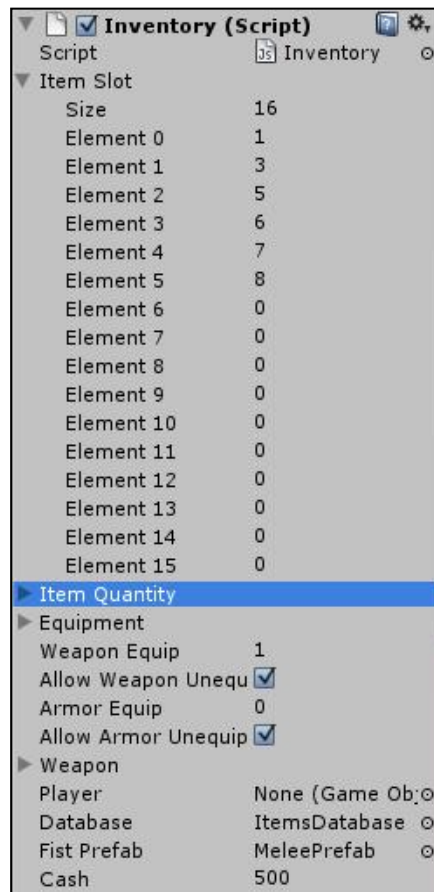 Inventory (Script)
Script Inventory
Item Slot
Size 16
Element 0 1
Element 1 3
Element 2 5
Element 3 6
Element 4 7
Element 5 8
Element 6 0
Element 7 0
Element 8 0
Element 9 0
Element 10 0
Element 11 0
Element 12 0
Element 13 0
Element 14 0
Element 15 0
Item Quantity
Equipment
Weapon Equip 1
Allow Weapon Unequ
Armor Equip 0
Allow Armor Unequip
Weapon
Player None (Game Obj
Database ItemsDatabase
Fist Prefab MeleePrefab
Cash 500